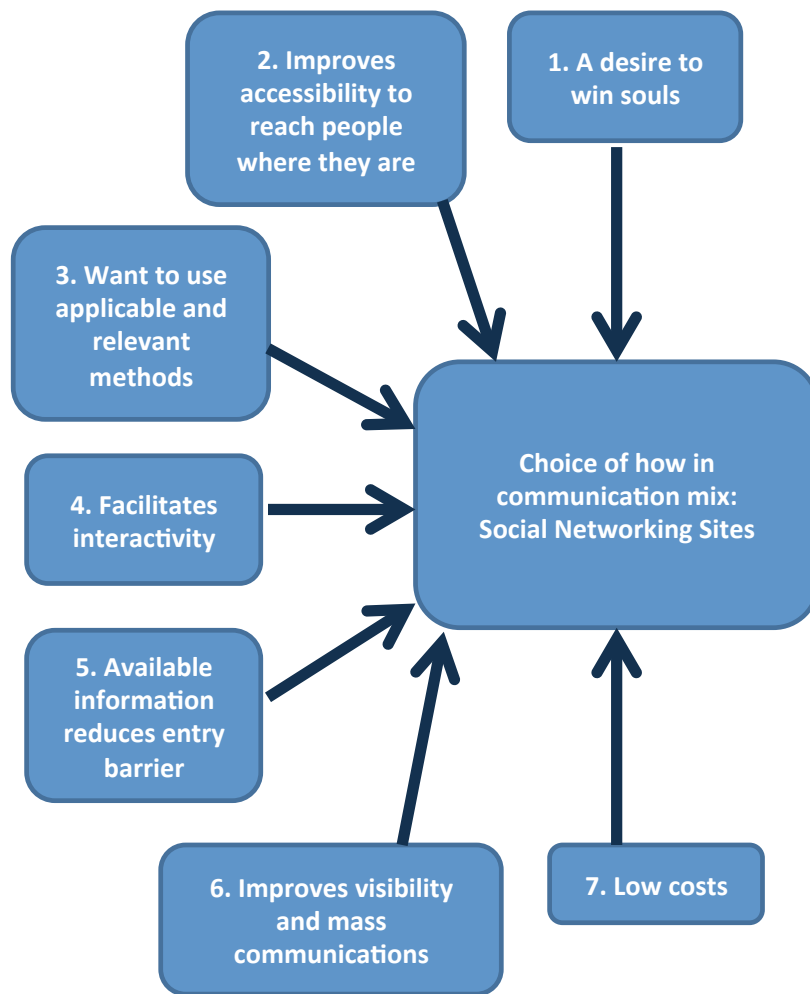 1. A desire to
win souls
2. Improves
accessibility to
reach people
where they are
3. Want to use
applicable and
relevant
methods
4. Facilitates
interactivity
5. Available
information
reduces entry
barrier
6. Improves visibility
and mass
communications
7. Low costs
Choice of how in
communication mix:
Social Networking Sites